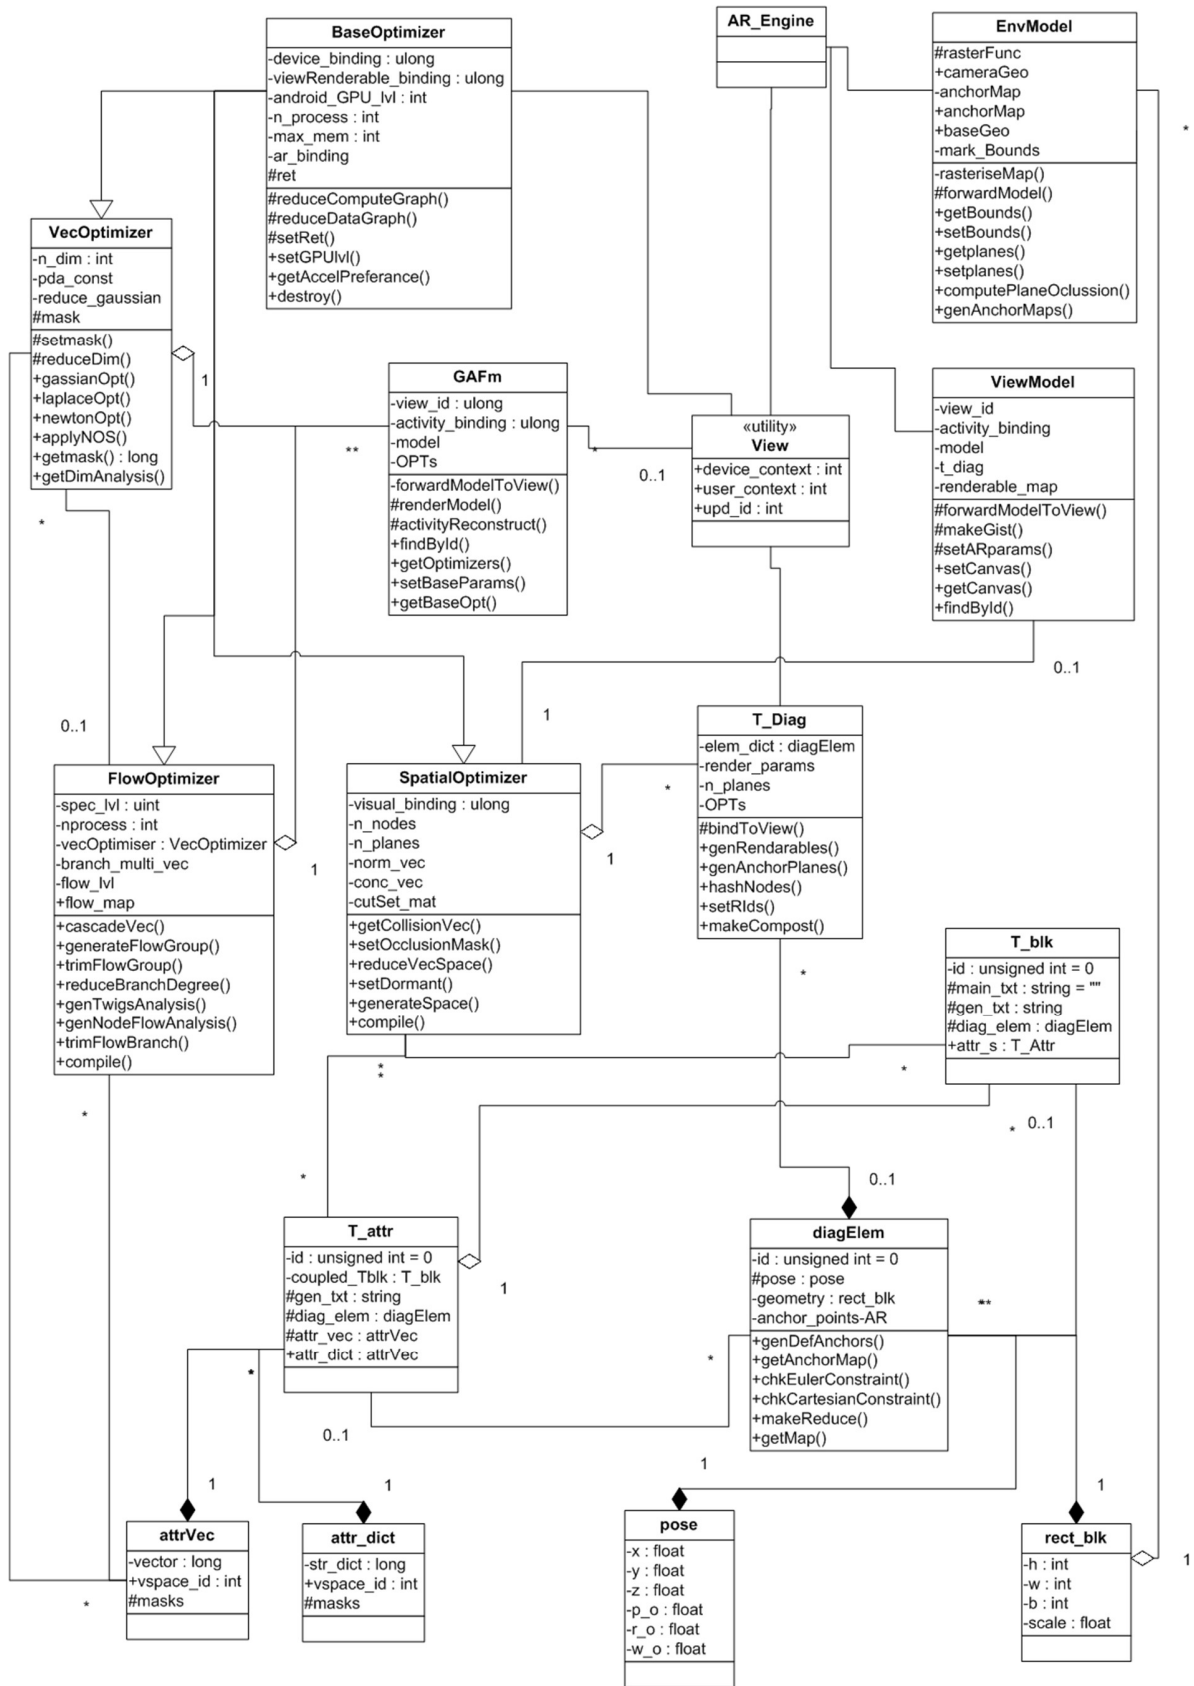 BaseOptimizer
-device_binding : ulong
-viewRenderable_binding : ulong
-android_GPU_lvl : int
-n_process : int
-max_mem : int
-ar_binding
#ret
#reduceComputeGraph()
#reduceDataGraph()
#setRet()
+setGPUlvl()
+getAccelPreferance()
+destroy()
AR_Engine
EnvModel
#rasterFunc
+cameraGeo
-anchorMap
+anchorMap
+baseGeo
-mark_Bounds
-rasteriseMap()
#forwardModel()
+getBounds()
+setBounds()
+getplanes()
+setplanes()
+computePlaneOclussion()
+genAnchorMaps()
*
VecOptimizer
-n_dim : int
-pda_const
-reduce_gaussian
#mask
#setmask()
#reduceDim()
+gassianOpt()
+laplaceOpt()
+newtonOpt()
+applyNOS()
+getmask() : long
+getDimAnalysis()
1
*
GAFm
-view_id : ulong
-activity_binding : ulong
-model
-OPTs
-forwardModelToView()
#renderModel()
#activityReconstruct()
+findById()
+getOptimizers()
+setBaseParams()
+getBaseOpt()
**
*
0..1
«utility»
View
+device_context : int
+user_context : int
+upd_id : int
ViewModel
-view_id
-activity_binding
-model
-t_diag
-renderable_map
#forwardModelToView()
#makeGist()
#setARparams()
+setCanvas()
+getCanvas()
+findById()
0..1
1
0..1
FlowOptimizer
-spec_lvl : uint
-nprocess : int
-vecOptimiser : VecOptimizer
-branch_multi_vec
-flow_lvl
+flow_map
+cascadeVec()
+generateFlowGroup()
+trimFlowGroup()
+reduceBranchDegree()
+genTwigsAnalysis()
+genNodeFlowAnalysis()
+trimFlowBranch()
+compile()
1
*
SpatialOptimizer
-visual_binding : ulong
-n_nodes
-n_planes
-norm_vec
-conc_vec
-cutSet_mat
+getCollisionVec()
+setOcclusionMask()
+reduceVecSpace()
+setDormant()
+generateSpace()
+compile()
1
*
*
*
T_Diag
-elem_dict : diagElem
-render_params
-n_planes
-OPTs
#bindToView()
+genRendarables()
+genAnchorPlanes()
+hashNodes()
+setRIds()
+makeCompost()
*
T_blk
-id : unsigned int = 0
#main_txt : string = ""
#gen_txt : string
#diag_elem : diagElem
+attr_s : T_Attr
*
*
0..1
*
0..1
T_attr
-id : unsigned int = 0
-coupled_Tblk : T_blk
#gen_txt : string
#diag_elem : diagElem
#attr_vec : attrVec
+attr_dict : attrVec
1
*
0..1
diagElem
-id : unsigned int = 0
#pose : pose
-geometry : rect_blk
-anchor_points-AR
+genDefAnchors()
+getAnchorMap()
+chkEulerConstraint()
+chkCartesianConstraint()
+makeReduce()
+getMap()
**
*
1
1
1
1
attrVec
-vector : long
+vspace_id : int
#masks
*
attr_dict
-str_dict : long
+vspace_id : int
#masks
pose
-x : float
-y : float
-z : float
-p_o : float
-r_o : float
-w_o : float
rect_blk
-h : int
-w : int
-b : int
-scale : float
1